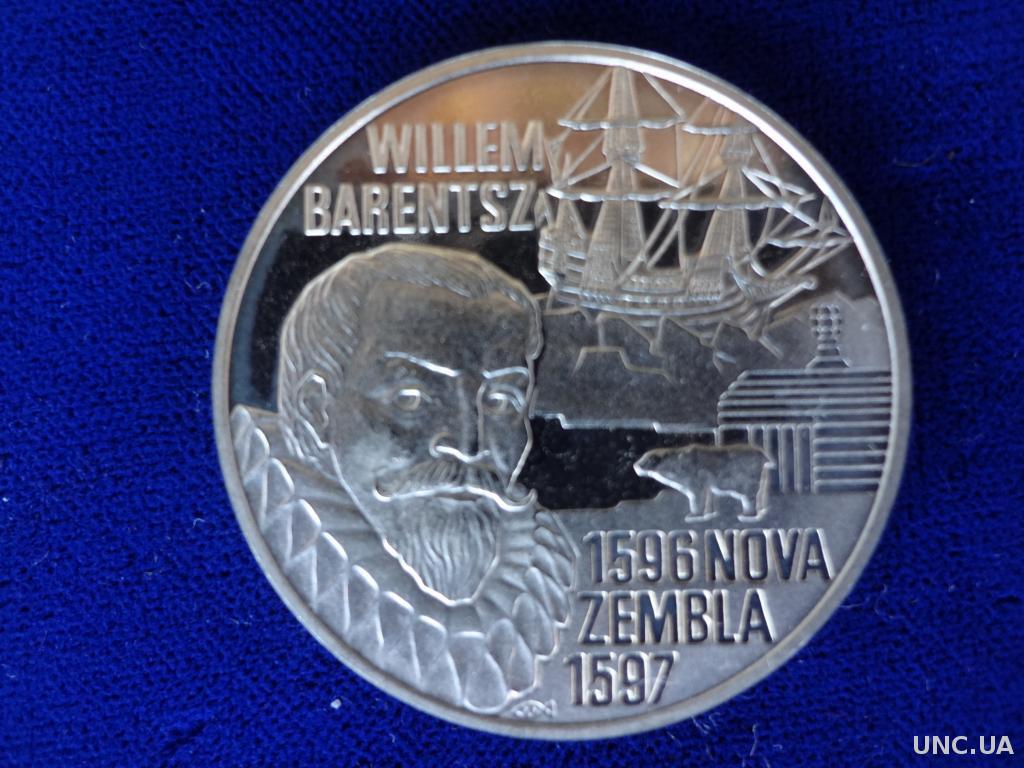 WILLEM
BARENTSZ
1596 NOVA
ZEMBLA
1597
UNC.UA